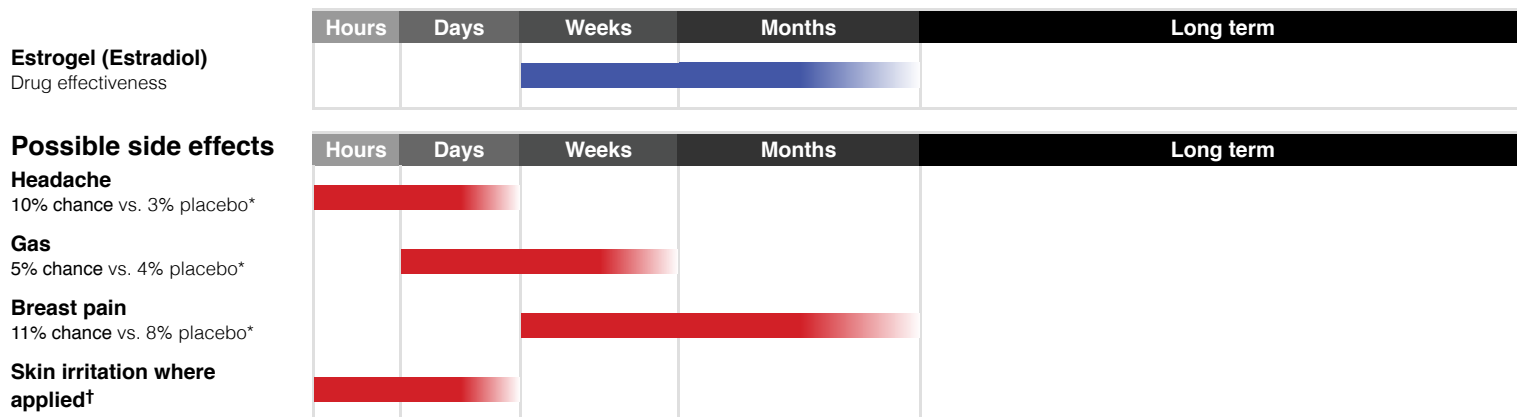 Hours Days Weeks Months Long term
Estrogel (Estradiol)
Drug effectiveness
Possible side effects
Hours Days Weeks Months Long term
Headache
10% chance vs. 3% placebo*
Gas
5% chance vs. 4% placebo*
Breast pain
11% chance vs. 8% placebo*
Skin irritation where
applied†